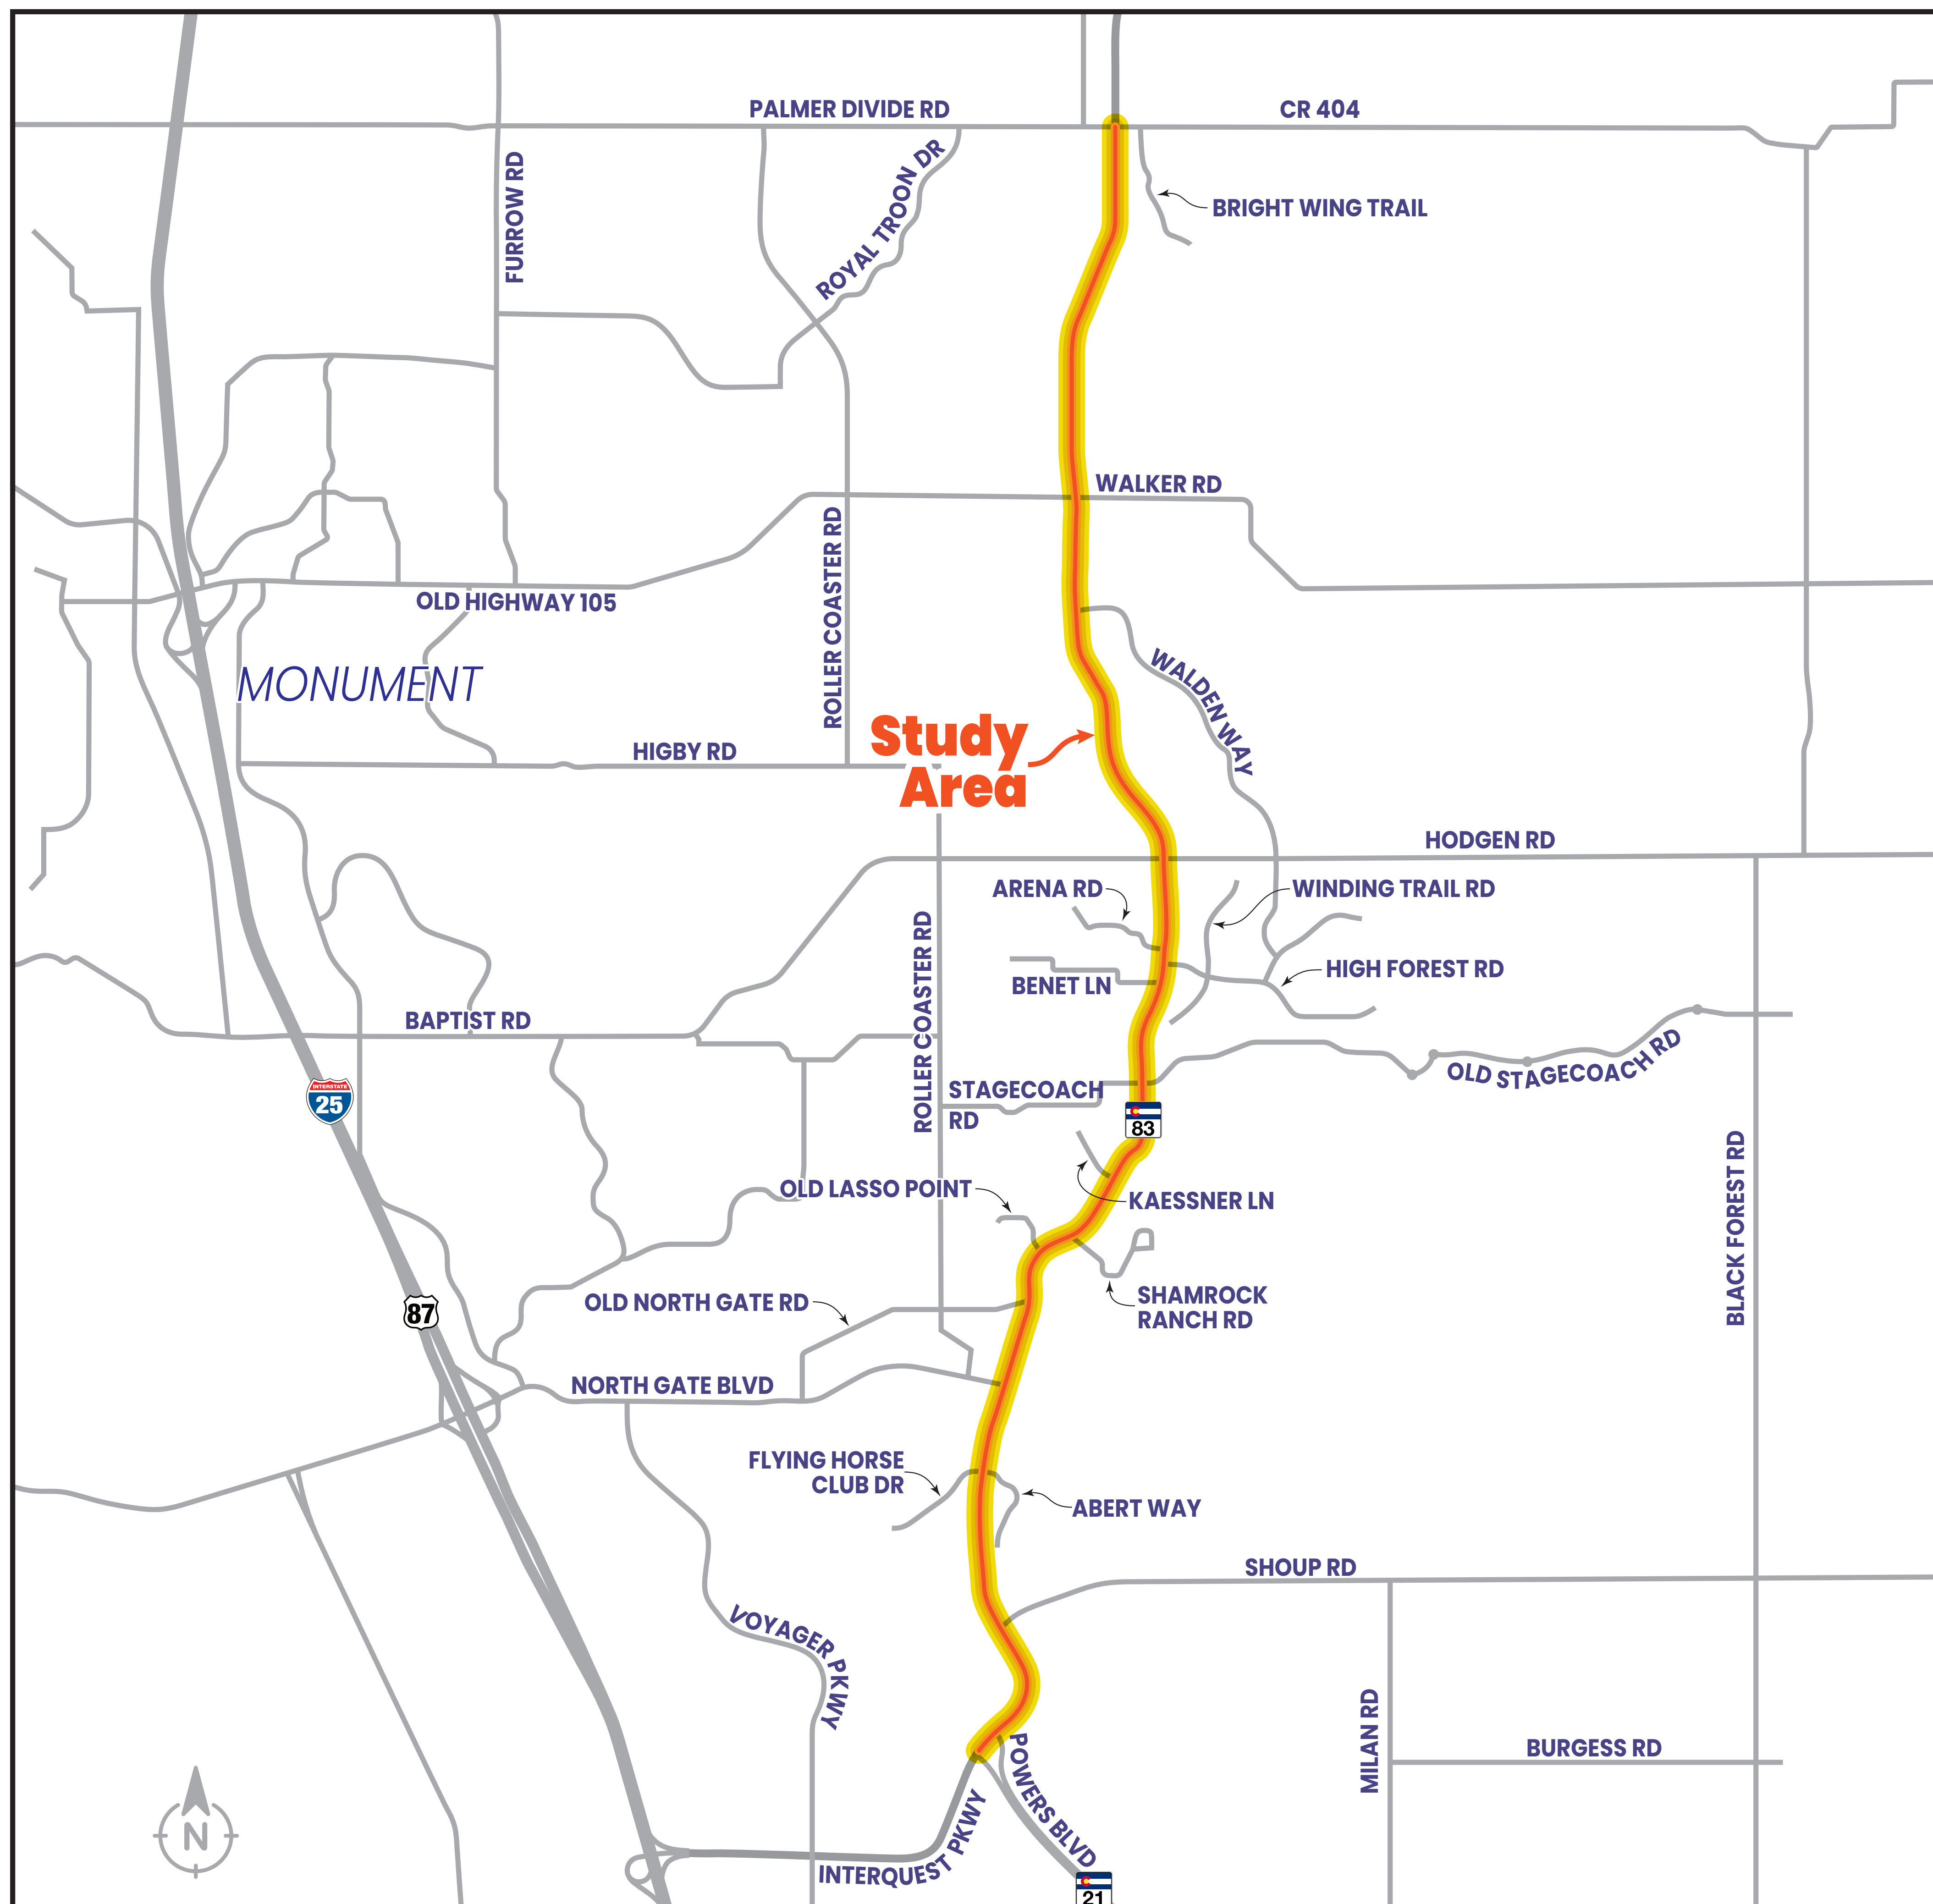 PALMER DIVIDE RD
CR 404
FURROW RD
ROYAL TROON DR
BRIGHT WING TRAIL
WALKER RD
ROLLER COASTER RD
OLD HIGHWAY 105
MONUMENT
WALDEN WAY
Study
Area
HIGBY RD
HODGEN RD
ARENA RD
WINDING TRAIL RD
ROLLER COASTER RD
HIGH FOREST RD
BENET LN
BAPTIST RD
OLD STAGECOACH RD
INTERSTATE
25
STAGECOACH
RD
83
BLACK FOREST RD
OLD LASSO POINT
KAESSNER LN
SHAMROCK
RANCH RD
OLD NORTH GATE RD
87
NORTH GATE BLVD
FLYING HORSE
CLUB DR
ABERT WAY
SHOUP RD
VOYAGER PKWY
MILAN RD
BURGESS RD
POWERS BLVD
INTERQUEST PKWY
N
21